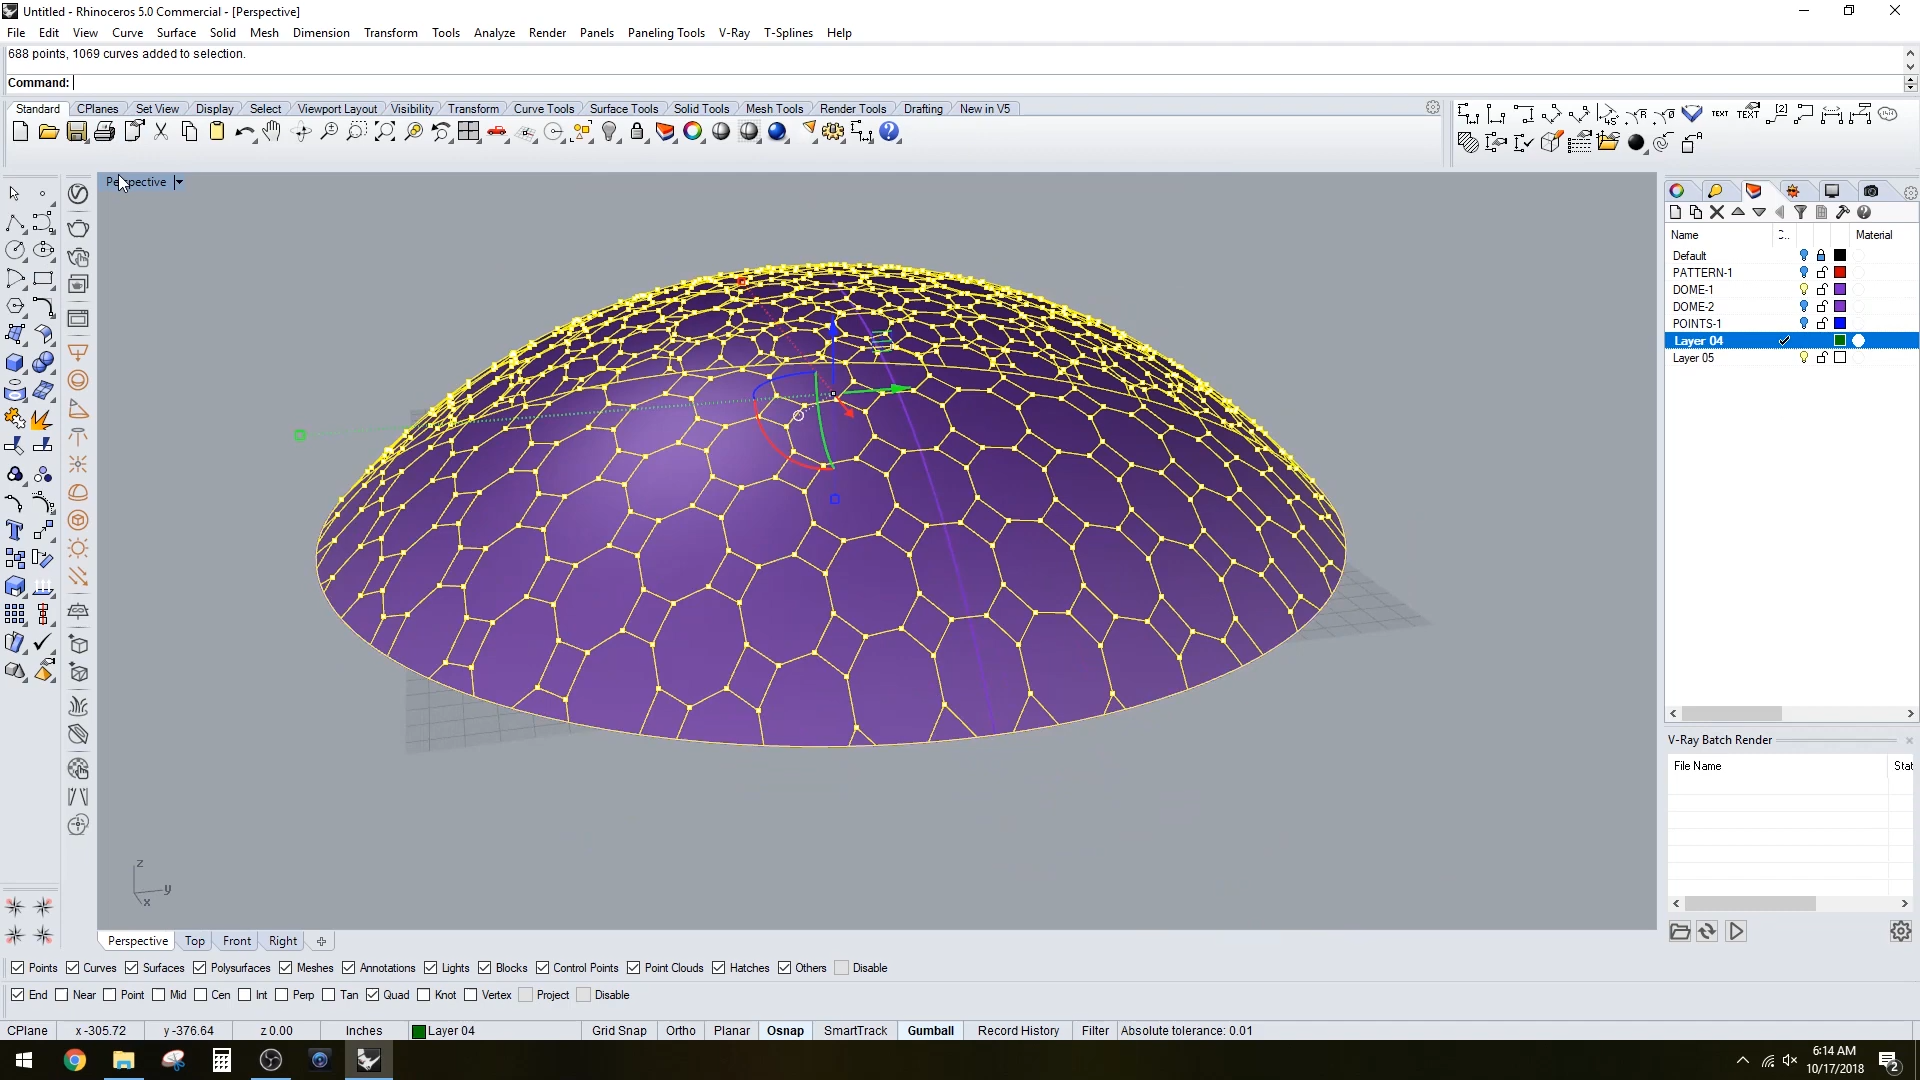 Untitled - Rhinoceros 5.0 Commercial - [Perspective]
File Edit View Curve Surface Solid Mesh Dimension Transform Tools Analyze Render Panels Paneling Tools V-Ray T-Splines Help
688 points, 1069 curves added to selection.
Command:
Standard CPlanes Set View Display Select Viewport Layout Visibility Transform Curve Tools Surface Tools Solid Tools Mesh Tools Render Tools Drafting New in V5
TEXT TEXT
Perspective
Name Material
Default
PATTERN-1
DOME-1
DOME-2
POINTS-1
Layer 04
Layer 05
V-Ray Batch Render
File Name Stat
z
y
x
Perspective Top Front Right
Points Curves Surfaces Polysurfaces Meshes Annotations Lights Blocks Control Points Point Clouds Hatches Others Disable
End Near Point Mid Cen Int Perp Tan Quad Knot Vertex Project Disable
CPlane x -305.72 y -376.64 z 0.00 Inches Layer 04 Grid Snap Ortho Planar Osnap SmartTrack Gumball Record History Filter Absolute tolerance: 0.01
6:14 AM
10/17/2018
2